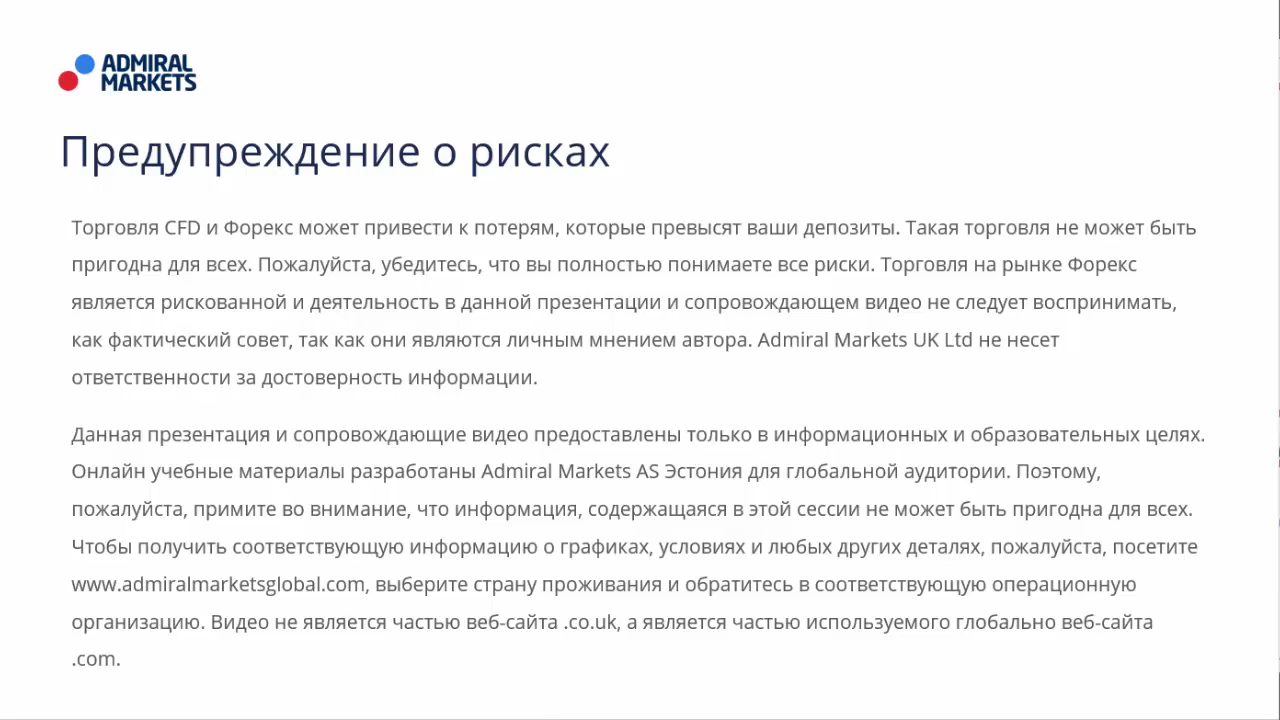 ADMIRAL
MARKETS
Предупреждение о рисках
Торговля CFD и Форекс может привести к потерям, которые превысят ваши депозиты. Такая торговля не может быть
пригодна для всех. Пожалуйста, убедитесь, что вы полностью понимаете все риски. Торговля на рынке Форекс
является рискованной и деятельность в данной презентации и сопровождающем видео не следует воспринимать,
как фактический совет, так как они являются личным мнением автора. Admiral Markets UK Ltd не несет
ответственности за достоверность информации.
Данная презентация и сопровождающие видео предоставлены только в информационных и образовательных целях.
Онлайн учебные материалы разработаны Admiral Markets AS Эстония для глобальной аудитории. Поэтому,
пожалуйста, примите во внимание, что информация, содержащаяся в этой сессии не может быть пригодна для всех.
Чтобы получить соответствующую информацию о графиках, условиях и любых других деталях, пожалуйста, посетите
www.admiralmarketsglobal.com, выберите страну проживания и обратитесь в соответствующую операционную
организацию. Видео не является частью веб-сайта .co.uk, а является частью используемого глобально веб-сайта
.com.